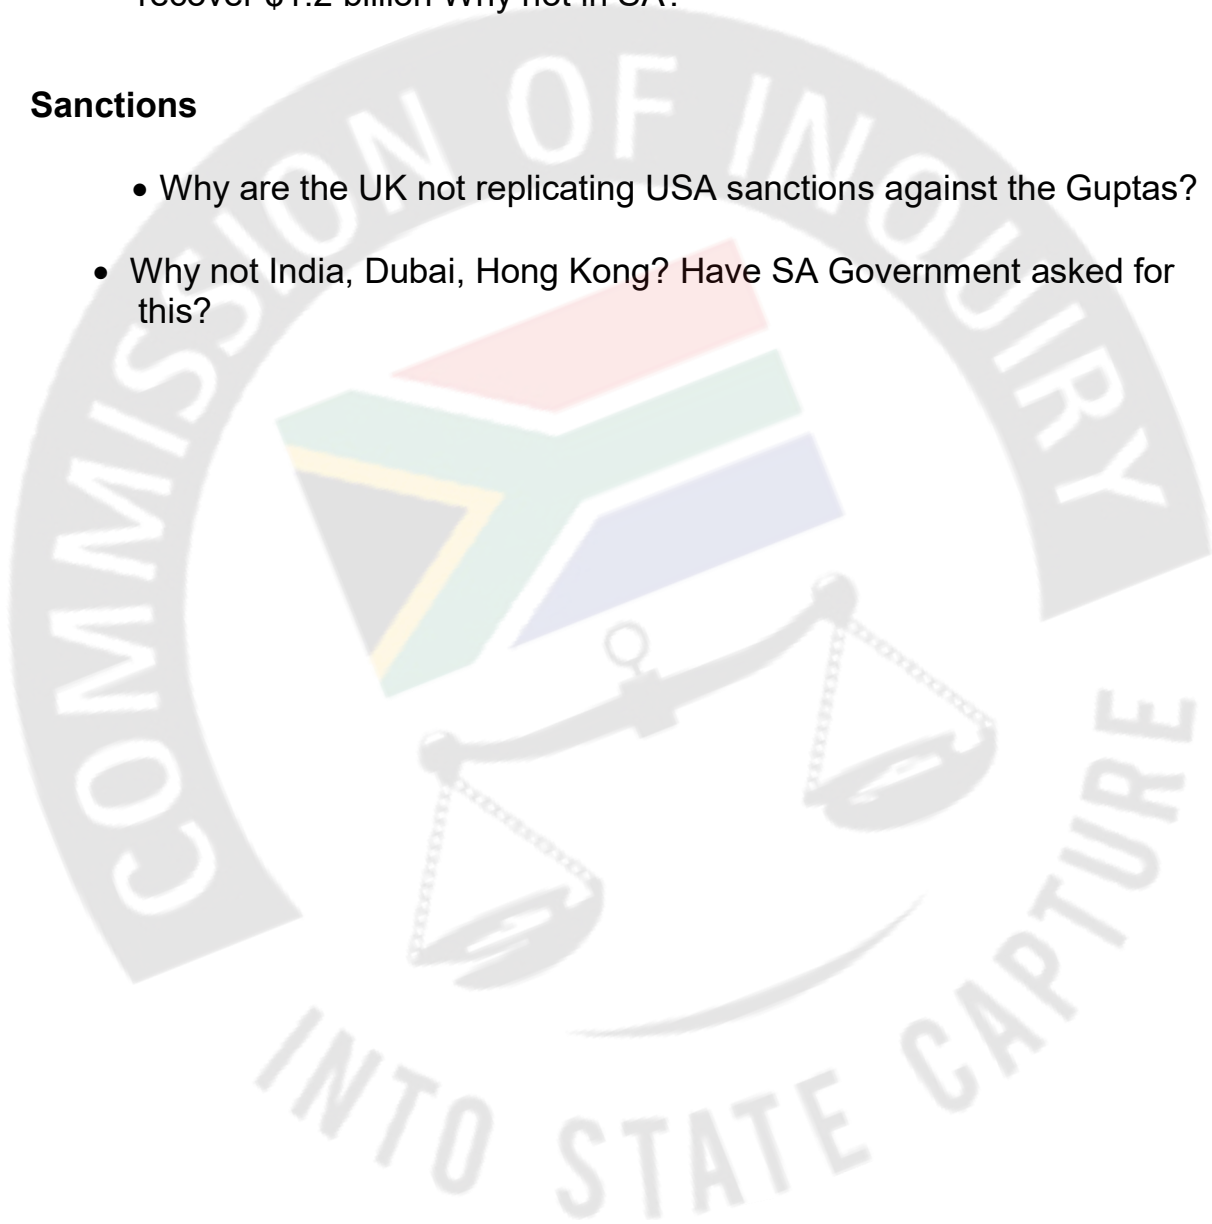 recover $1.2 billion Why not in SA?
Sanctions
• Why are the UK not replicating USA sanctions against the Guptas?
• Why not India, Dubai, Hong Kong? Have SA Government asked for
this?
COMMISSION OF INQUIRY
INTO STATE CAPTURE